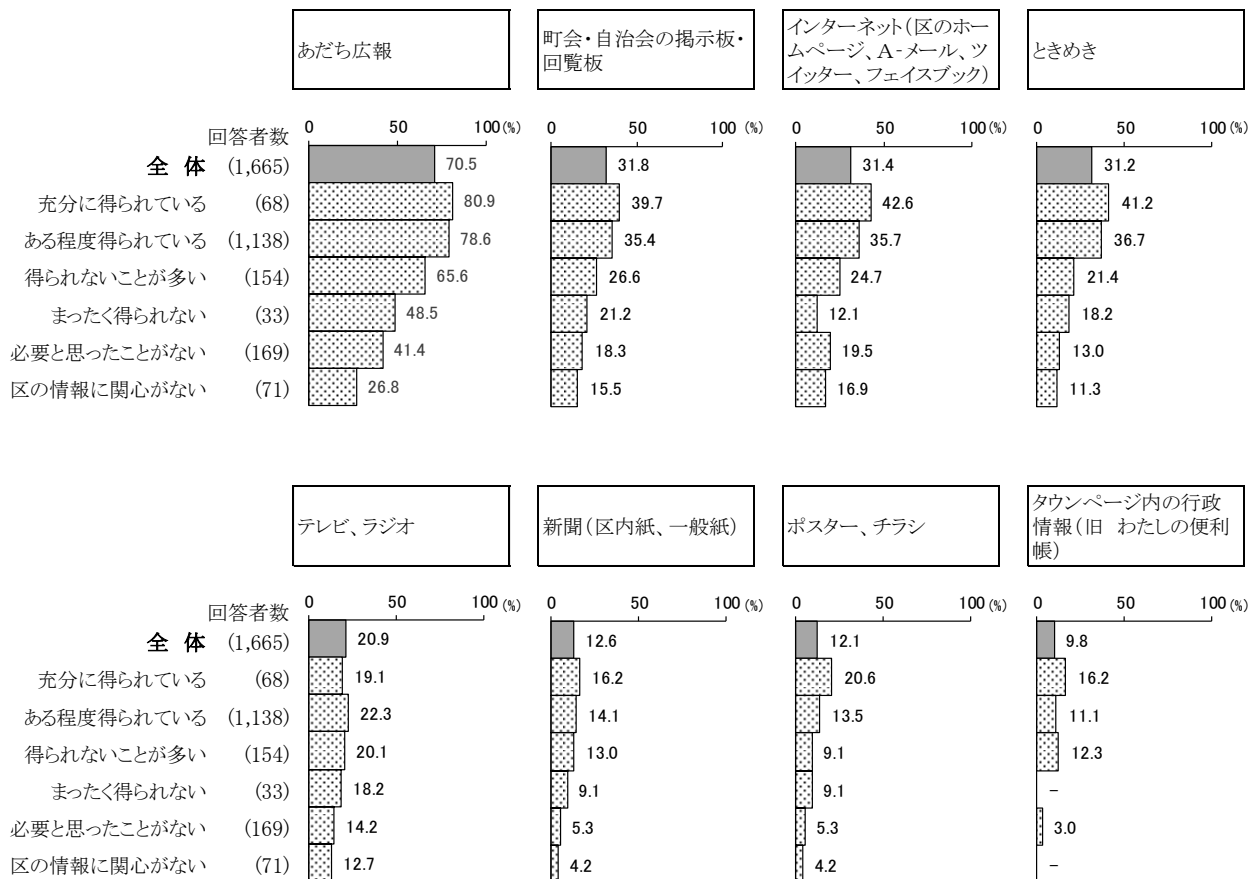 あだち広報
町会・自治会の掲示板・
回覧板
インターネット(区のホー
ムページ、A-メール、ツ
イッター、フェイスブック)
ときめき
回答者数 0 50 100(%) 0 50 100 (%) 0 50 100(%) 0 50 100(%)
全 体 (1,665) 70.5 31.8 31.4 31.2
充分に得られている (68) 80.9 39.7 42.6 41.2
ある程度得られている (1,138) 78.6 35.4 35.7 36.7
得られないことが多い (154) 65.6 26.6 24.7 21.4
まったく得られない (33) 48.5 21.2 12.1 18.2
必要と思ったことがない (169) 41.4 18.3 19.5 13.0
区の情報に関心がない (71) 26.8 15.5 16.9 11.3
テレビ、ラジオ
新聞(区内紙、一般紙)
ポスター、チラシ
タウンページ内の行政
情報(旧 わたしの便利
帳)
回答者数 0 50 100 (%) 0 50 100 (%) 0 50 100 (%) 0 50 100 (%)
全 体 (1,665) 20.9 12.6 12.1 9.8
充分に得られている (68) 19.1 16.2 20.6 16.2
ある程度得られている (1,138) 22.3 14.1 13.5 11.1
得られないことが多い (154) 20.1 13.0 9.1 12.3
まったく得られない (33) 18.2 9.1 9.1 -
必要と思ったことがない (169) 14.2 5.3 5.3 3.0
区の情報に関心がない (71) 12.7 4.2 4.2 -